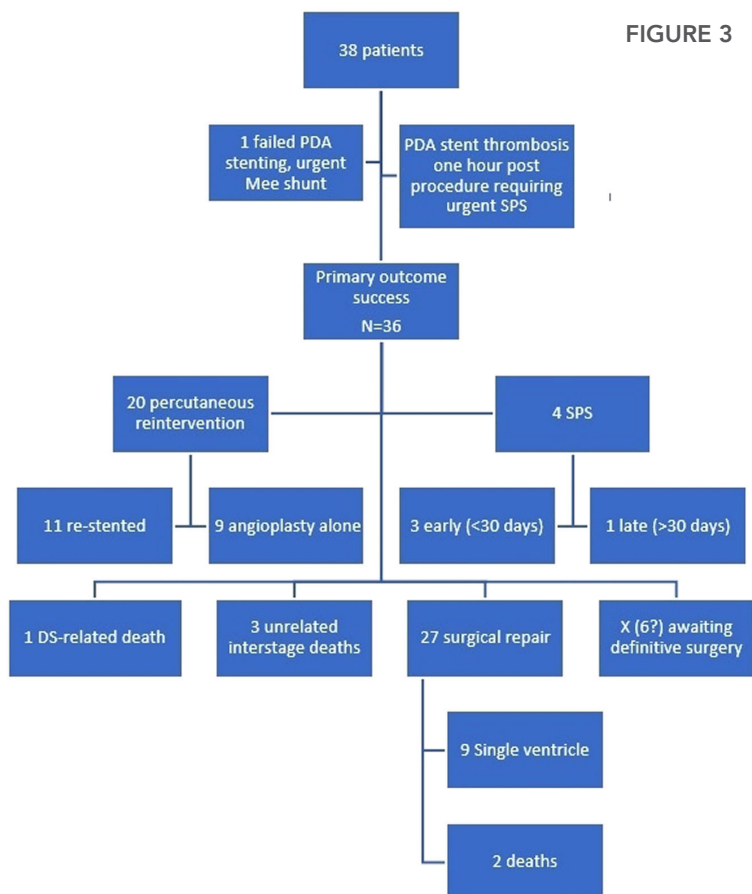 FIGURE 3
38 patients
1 failed PDA
stenting, urgent
Mee shunt
PDA stent thrombosis
one hour post
procedure requiring
urgent SPS
Primary outcome
success
N=36
20 percutaneous
reintervention
4 SPS
11 re-stented
9 angioplasty alone
3 early (<30 days)
1 late (>30 days)
1 DS-related death
3 unrelated
interstage deaths
27 surgical repair
X (6?) awaiting
definitive surgery
9 Single ventricle
2 deaths